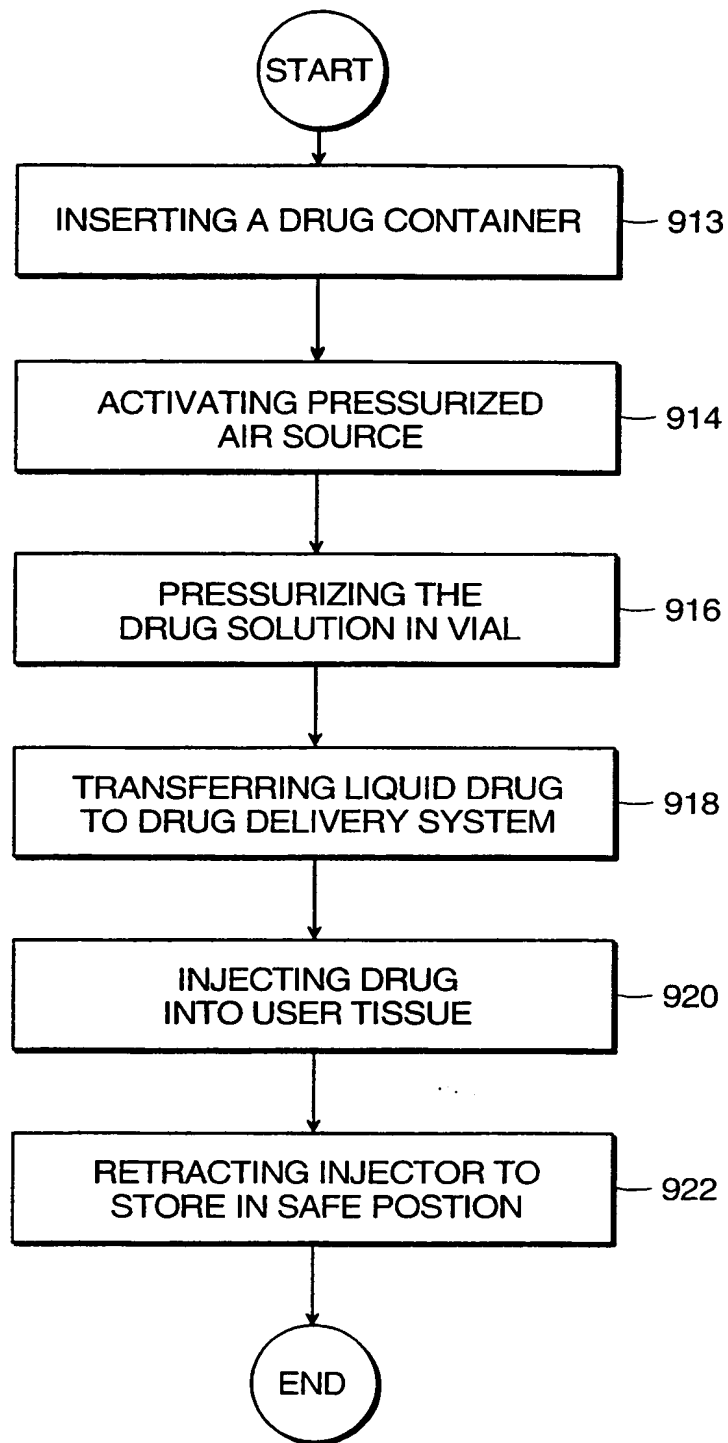 START
INSERTING A DRUG CONTAINER
913
ACTIVATING PRESSURIZED
AIR SOURCE
914
PRESSURIZING THE
DRUG SOLUTION IN VIAL
916
TRANSFERRING LIQUID DRUG
TO DRUG DELIVERY SYSTEM
918
INJECTING DRUG
INTO USER TISSUE
920
RETRACTING INJECTOR TO
STORE IN SAFE POSTION
922
END